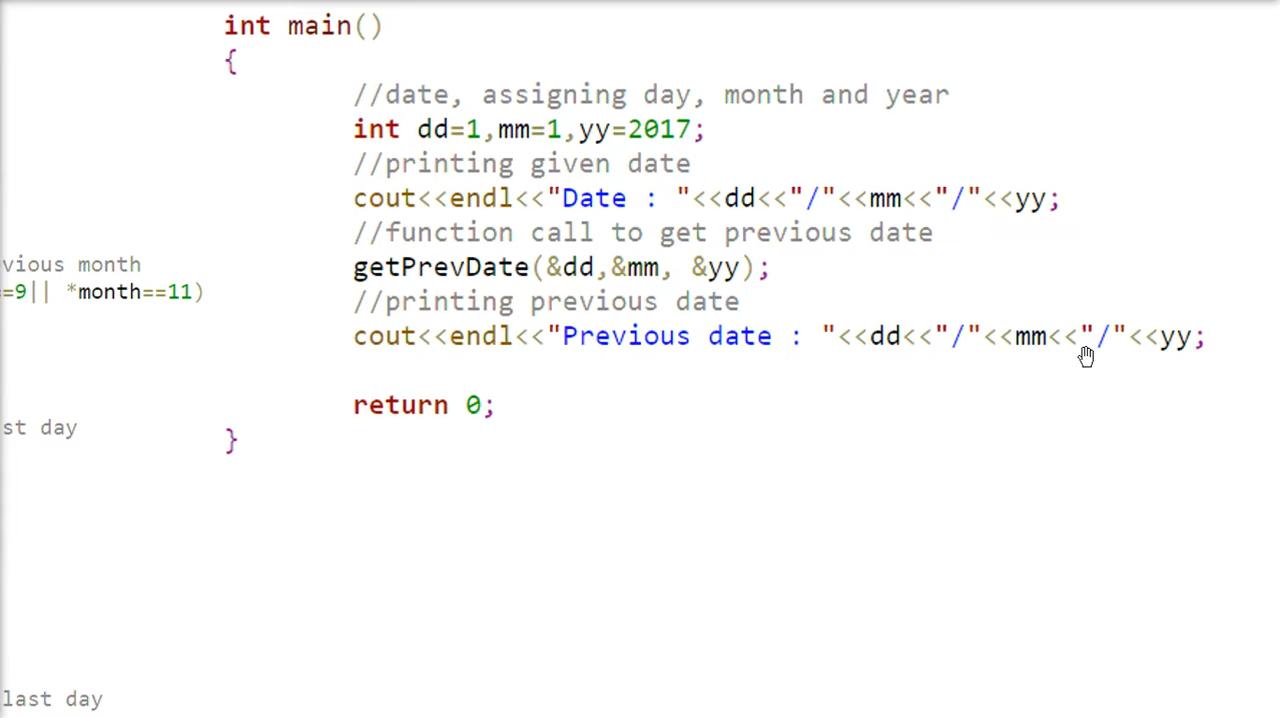 int main()
{
//date, assigning day, month and year
int dd=1,mm=1,yy=2017;
//printing given date
cout<<endl<<"Date : "<<dd<<"/"<<mm<<"/"<<yy;
//function call to get previous date
getPrevDate(&dd,&mm, &yy);
//printing previous date
cout<<endl<<"Previous date : "<<dd<<"/"<<mm<<"/"<<yy;
return 0;
}
vious month
=9|| *month==11)
st day
last day